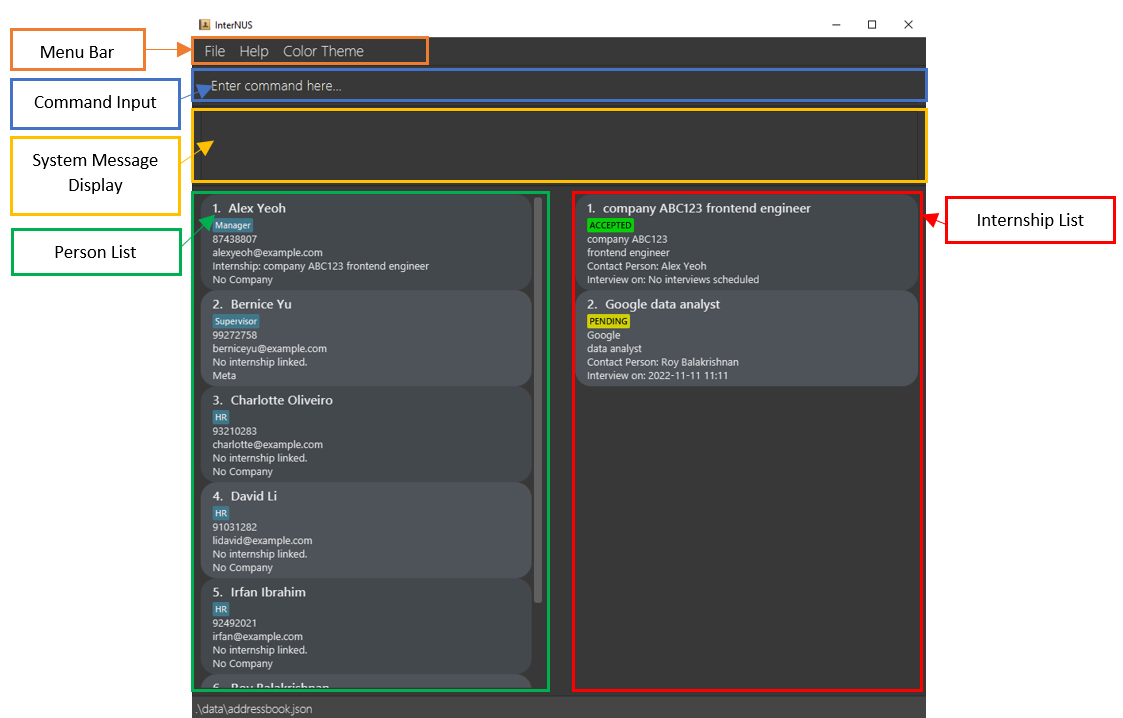 InterNUS
Menu Bar
File Help Color Theme
Command Input
Enter command here...
System Message
Display
Person List
1. Alex Yeoh
Manager
87438807
alexyeoh@example.com
Internship: company ABC123 frontend engineer
No Company
2. Bernice Yu
Supervisor
99272758
berniceyu@example.com
No internship linked.
Meta
3. Charlotte Oliveiro
HR
93210283
charlotte@example.com
No internship linked.
No Company
4. David Li
HR
91031282
lidavid@example.com
No internship linked.
No Company
5. Irfan Ibrahim
HR
92492021
irfan@example.com
No internship linked.
No Company
6. Roy Balakrishnan
1. company ABC123 frontend engineer
ACCEPTED
company ABC123
frontend engineer
Contact Person: Alex Yeoh
Interview on: No interviews scheduled
2. Google data analyst
PENDING
Google
data analyst
Contact Person: Roy Balakrishnan
Interview on: 2022-11-11 11:11
Internship List
.\data\addressbook.json